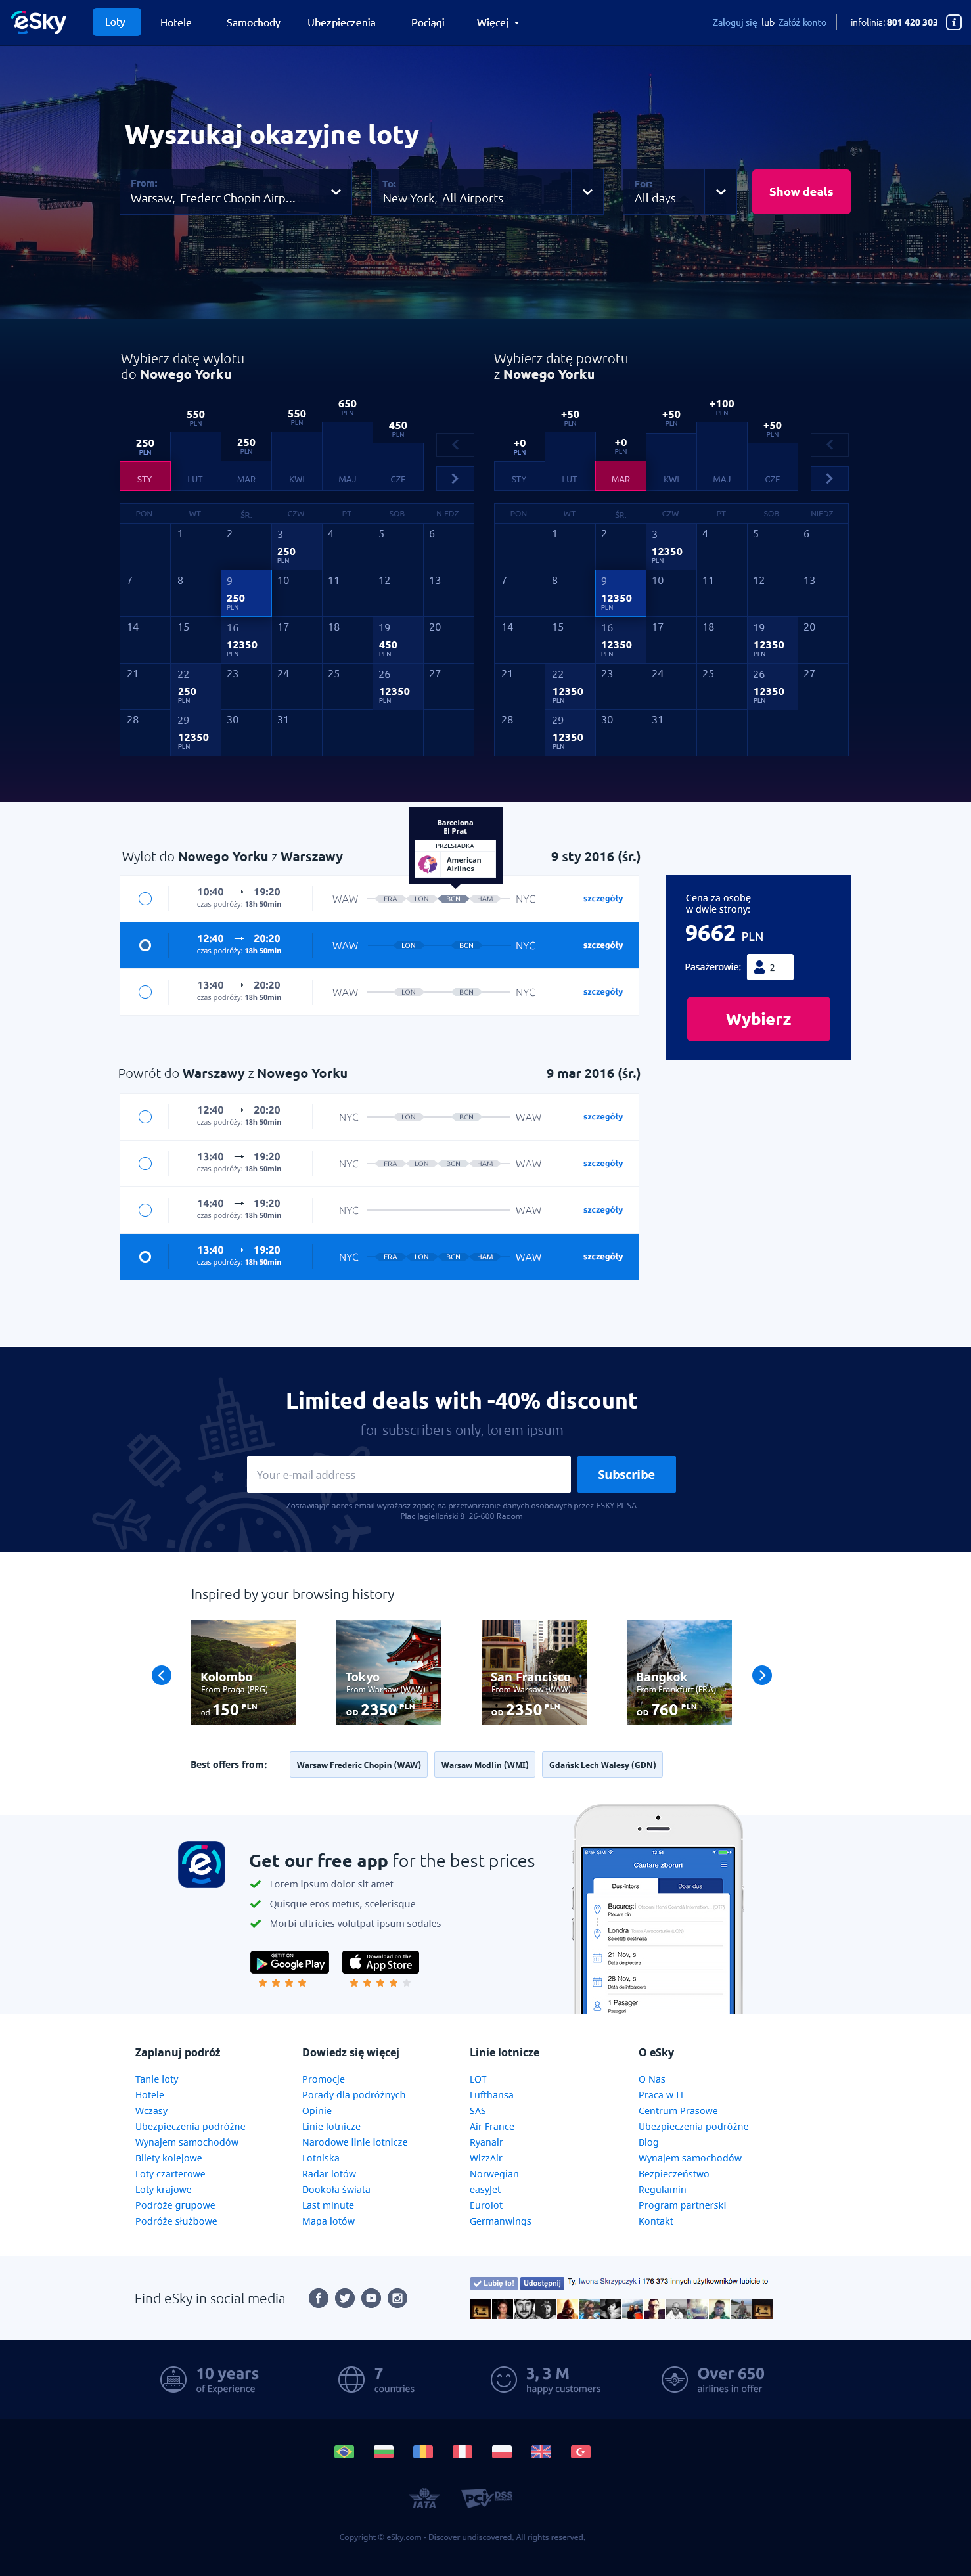 eSky
Loty
Hotele
Samochody
Ubezpieczenia
Pociągi
Więcej
Zaloguj się lub Załóż konto
infolinia: 801 420 303
Wyszukaj okazyjne loty
From:
Warsaw, Frederc Chopin Airp...
To:
New York, All Airports
For:
All days
Show deals
Wybierz datę wylotu
do Nowego Yorku
250 PLN STY
550 PLN LUT
250 PLN MAR
550 PLN KWI
650 PLN MAJ
450 PLN CZE
PON. WT. ŚR. CZW. PT. SOB. NIEDZ.
1 2 3 250 PLN 4 5 6
7 8 9 250 PLN 10 11 12 13
14 15 16 12350 PLN 17 18 19 450 PLN 20
21 22 250 PLN 23 24 25 26 12350 PLN 27
28 29 12350 PLN 30 31
Wybierz datę powrotu
z Nowego Yorku
+0 PLN STY
+50 PLN LUT
+0 PLN MAR
+50 PLN KWI
+100 PLN MAJ
+50 PLN CZE
PON. WT. ŚR. CZW. PT. SOB. NIEDZ.
1 2 3 12350 PLN 4 5 6
7 8 9 12350 PLN 10 11 12 13
14 15 16 12350 PLN 17 18 19 12350 PLN 20
21 22 12350 PLN 23 24 25 26 12350 PLN 27
28 29 12350 PLN 30 31
Barcelona
El Prat
PRZESIADKA
American
Airlines
Wylot do Nowego Yorku z Warszawy
9 sty 2016 (śr.)
10:40 → 19:20
czas podróży: 18h 50min
WAW FRA LON BCN HAM NYC
szczegóły
12:40 → 20:20
czas podróży: 18h 50min
WAW LON BCN NYC
szczegóły
13:40 → 20:20
czas podróży: 18h 50min
WAW LON BCN NYC
szczegóły
Cena za osobę
w dwie strony:
9662 PLN
Pasażerowie: 2
Wybierz
Powrót do Warszawy z Nowego Yorku
9 mar 2016 (śr.)
12:40 → 20:20
czas podróży: 18h 50min
NYC LON BCN WAW
szczegóły
13:40 → 19:20
czas podróży: 18h 50min
NYC FRA LON BCN HAM WAW
szczegóły
14:40 → 19:20
czas podróży: 18h 50min
NYC WAW
szczegóły
13:40 → 19:20
czas podróży: 18h 50min
NYC FRA LON BCN HAM WAW
szczegóły
Limited deals with -40% discount
for subscribers only, lorem ipsum
Your e-mail address
Subscribe
Zostawiając adres email wyrażasz zgodę na przetwarzanie danych osobowych przez ESKY.PL SA
Plac Jagielloński 8 26-600 Radom
Inspired by your browsing history
Kolombo
From Praga (PRG)
od 150 PLN
Tokyo
From Warsaw (WAW)
OD 2350 PLN
San Francisco
From Warsaw (WAW)
OD 2350 PLN
Bangkok
From Frankfurt (FRA)
OD 760 PLN
Best offers from:
Warsaw Frederic Chopin (WAW)
Warsaw Modlin (WMI)
Gdańsk Lech Walesy (GDN)
Get our free app for the best prices
Lorem ipsum dolor sit amet
Quisque eros metus, scelerisque
Morbi ultricies volutpat ipsum sodales
GET IT ON
Google Play
Download on the
App Store
Brak SIM
13:51
Căutare zboruri
Dus-întors
Doar dus
București
Plecare din
Londra
Selectați destinația
21 Nov, s
Data de plecare
28 Nov, s
Data de întoarcere
1 Pasager
Pasageri
Zaplanuj podróż
Tanie loty
Hotele
Wczasy
Ubezpieczenia podróżne
Wynajem samochodów
Bilety kolejowe
Loty czarterowe
Loty krajowe
Podróże grupowe
Podróże służbowe
Dowiedz się więcej
Promocje
Porady dla podróżnych
Opinie
Linie lotnicze
Narodowe linie lotnicze
Lotniska
Radar lotów
Dookoła świata
Last minute
Mapa lotów
Linie lotnicze
LOT
Lufthansa
SAS
Air France
Ryanair
WizzAir
Norwegian
easyJet
Eurolot
Germanwings
O eSky
O Nas
Praca w IT
Centrum Prasowe
Ubezpieczenia podróżne
Blog
Wynajem samochodów
Bezpieczeństwo
Regulamin
Program partnerski
Kontakt
Find eSky in social media
Lubię to!
Udostępnij
Ty, Iwona Skrzypczyk i 176 373 innych użytkowników lubicie to
10 years
of Experience
7
countries
3, 3 M
happy customers
Over 650
airlines in offer
IATA
PCI DSS
Copyright © eSky.com - Discover undiscovered. All rights reserved.